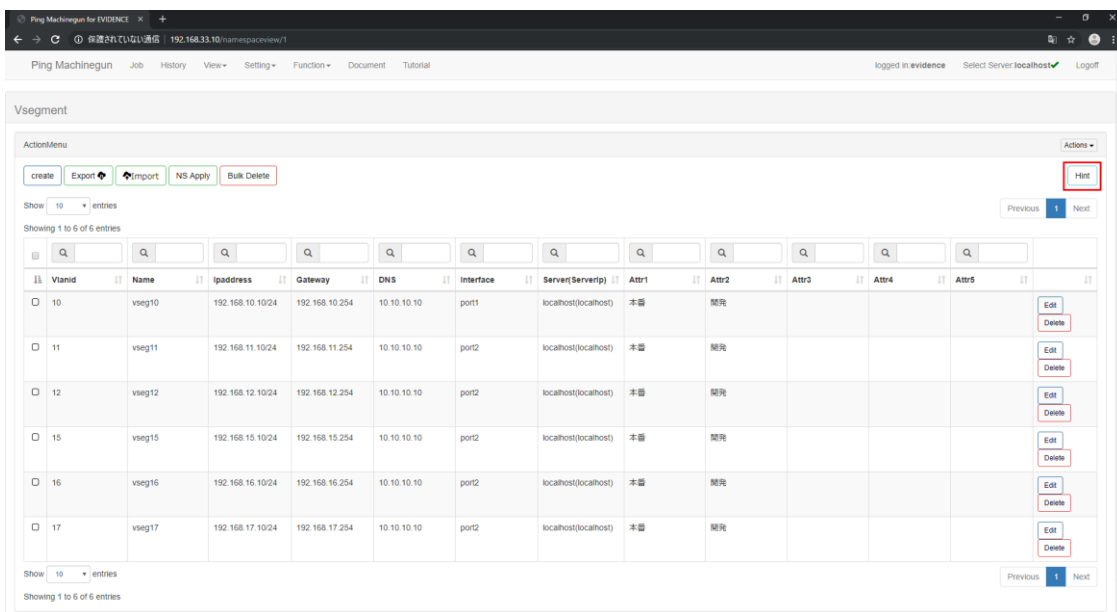 Ping Machinegun for EVIDENCE
保護されていない通信 | 192.168.33.10/namespaceview/1
Ping Machinegun Job History View Setting Function Document Tutorial logged in:evidence Select Server:localhost Logoff
Vsegment
ActionMenu Actions
create Export Import NS Apply Bulk Delete Hint
Show 10 entries Previous 1 Next
Showing 1 to 6 of 6 entries
Vlanid Name Ipaddress Gateway DNS Interface Server(ServerIp) Attr1 Attr2 Attr3 Attr4 Attr5
10 vseg10 192.168.10.10/24 192.168.10.254 10.10.10.10 port1 localhost(localhost) 本番 開発 Edit
Delete
11 vseg11 192.168.11.10/24 192.168.11.254 10.10.10.10 port2 localhost(localhost) 本番 開発 Edit
Delete
12 vseg12 192.168.12.10/24 192.168.12.254 10.10.10.10 port2 localhost(localhost) 本番 開発 Edit
Delete
15 vseg15 192.168.15.10/24 192.168.15.254 10.10.10.10 port2 localhost(localhost) 本番 開発 Edit
Delete
16 vseg16 192.168.16.10/24 192.168.16.254 10.10.10.10 port2 localhost(localhost) 本番 開発 Edit
Delete
17 vseg17 192.168.17.10/24 192.168.17.254 10.10.10.10 port2 localhost(localhost) 本番 開発 Edit
Delete
Show 10 entries Previous 1 Next
Showing 1 to 6 of 6 entries